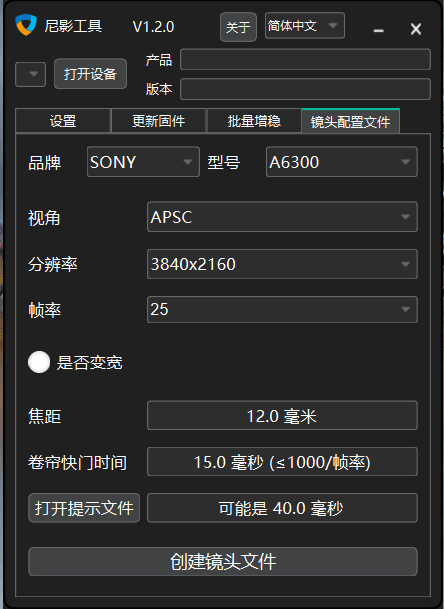 尼影工具 V1.2.0 关于 简体中文
产品
打开设备
版本
设置 更新固件 批量增稳 镜头配置文件
品牌 SONY 型号 A6300
视角 APSC
分辨率 3840x2160
帧率 25
是否变宽
焦距 12.0 毫米
卷帘快门时间 15.0 毫秒 (≤1000/帧率)
打开提示文件 可能是 40.0 毫秒
创建镜头文件